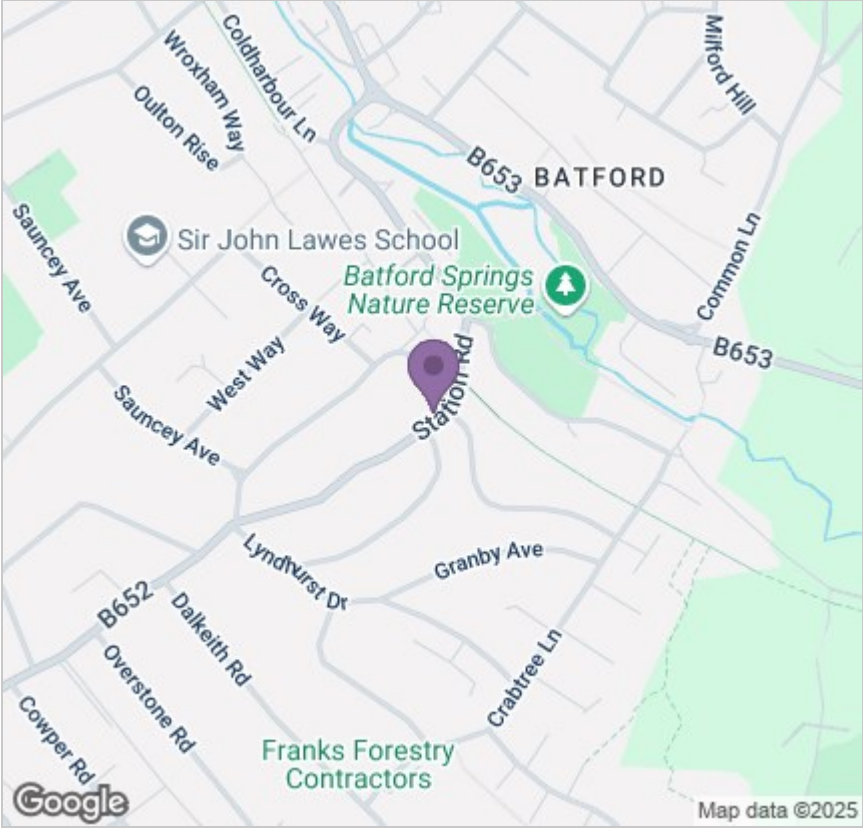 Coldharbour Ln
Milford Hill
Wroxham Way
Oulton Rise
B653
BATFORD
Sauncey Ave
Sir John Lawes School
Common Ln
Cross Way
Batford Springs
Nature Reserve
B653
West Way
Station Rd
Sauncey Ave
Lyndhurst Dr
Granby Ave
B652
Dalkeith Rd
Crabtree Ln
Overstone Rd
Cowper Rd
Franks Forestry
Contractors
Google
Map data ©2025